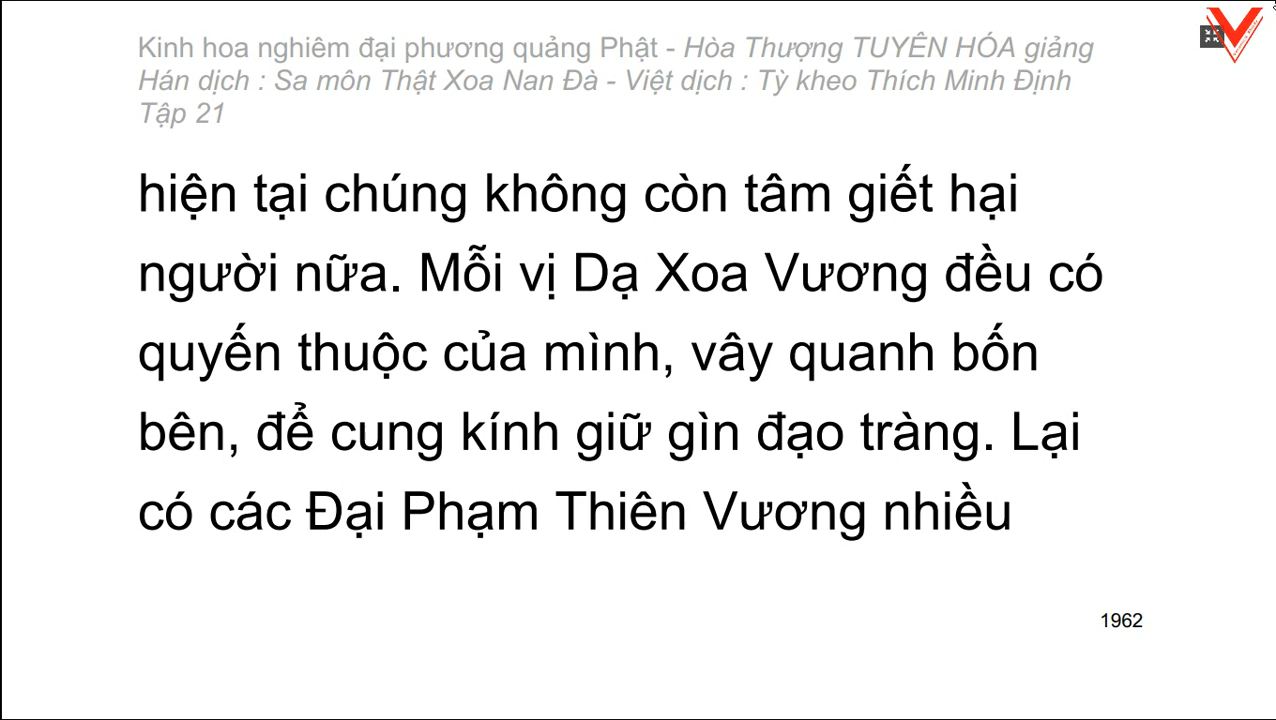 Kinh hoa nghiêm đại phương quảng Phật - Hòa Thượng TUYÊN HÓA giảng
Hán dịch : Sa môn Thật Xoa Nan Đà - Việt dịch : Tỳ kheo Thích Minh Định
Tập 21
hiện tại chúng không còn tâm giết hại
người nữa. Mỗi vị Dạ Xoa Vương đều có
quyến thuộc của mình, vây quanh bốn
bên, để cung kính giữ gìn đạo tràng. Lại
có các Đại Phạm Thiên Vương nhiều
1962